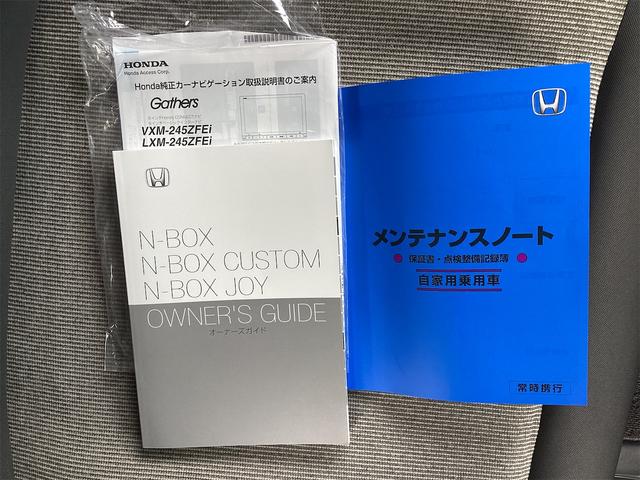 HONDA
Honda Access Corp.
Honda純正カーナビゲーション取扱説明書のご案内
Gathers
VXM-245ZFEi
LXM-245ZFEi
N-BOX
N-BOX CUSTOM
N-BOX JOY
OWNER'S GUIDE
オーナーズガイド
メンテナンスノート
保証書・点検整備記録簿
自家用乗用車
常時携行